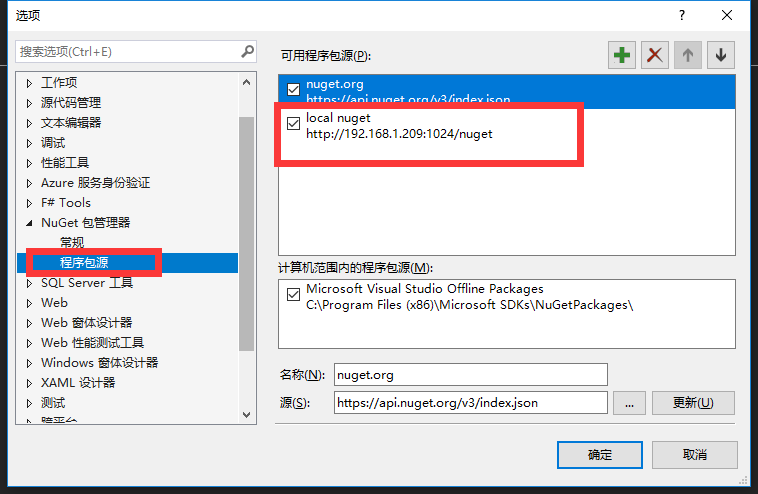 选项
?
搜索选项(Ctrl+E)
工作项
源代码管理
文本编辑器
调试
性能工具
Azure 服务身份验证
F# Tools
NuGet 包管理器
常规
程序包源
SQL Server 工具
Web
Web 窗体设计器
Web 性能测试工具
Windows 窗体设计器
XAML 设计器
测试
跨平台
可用程序包源(P):
nuget.org
https://api.nuget.org/v3/index.json
local nuget
http://192.168.1.209:1024/nuget
计算机范围内的程序包源(M):
Microsoft Visual Studio Offline Packages
C:\Program Files (x86)\Microsoft SDKs\NuGetPackages\
名称(N):
nuget.org
源(S):
https://api.nuget.org/v3/index.json
...
更新(U)
确定
取消